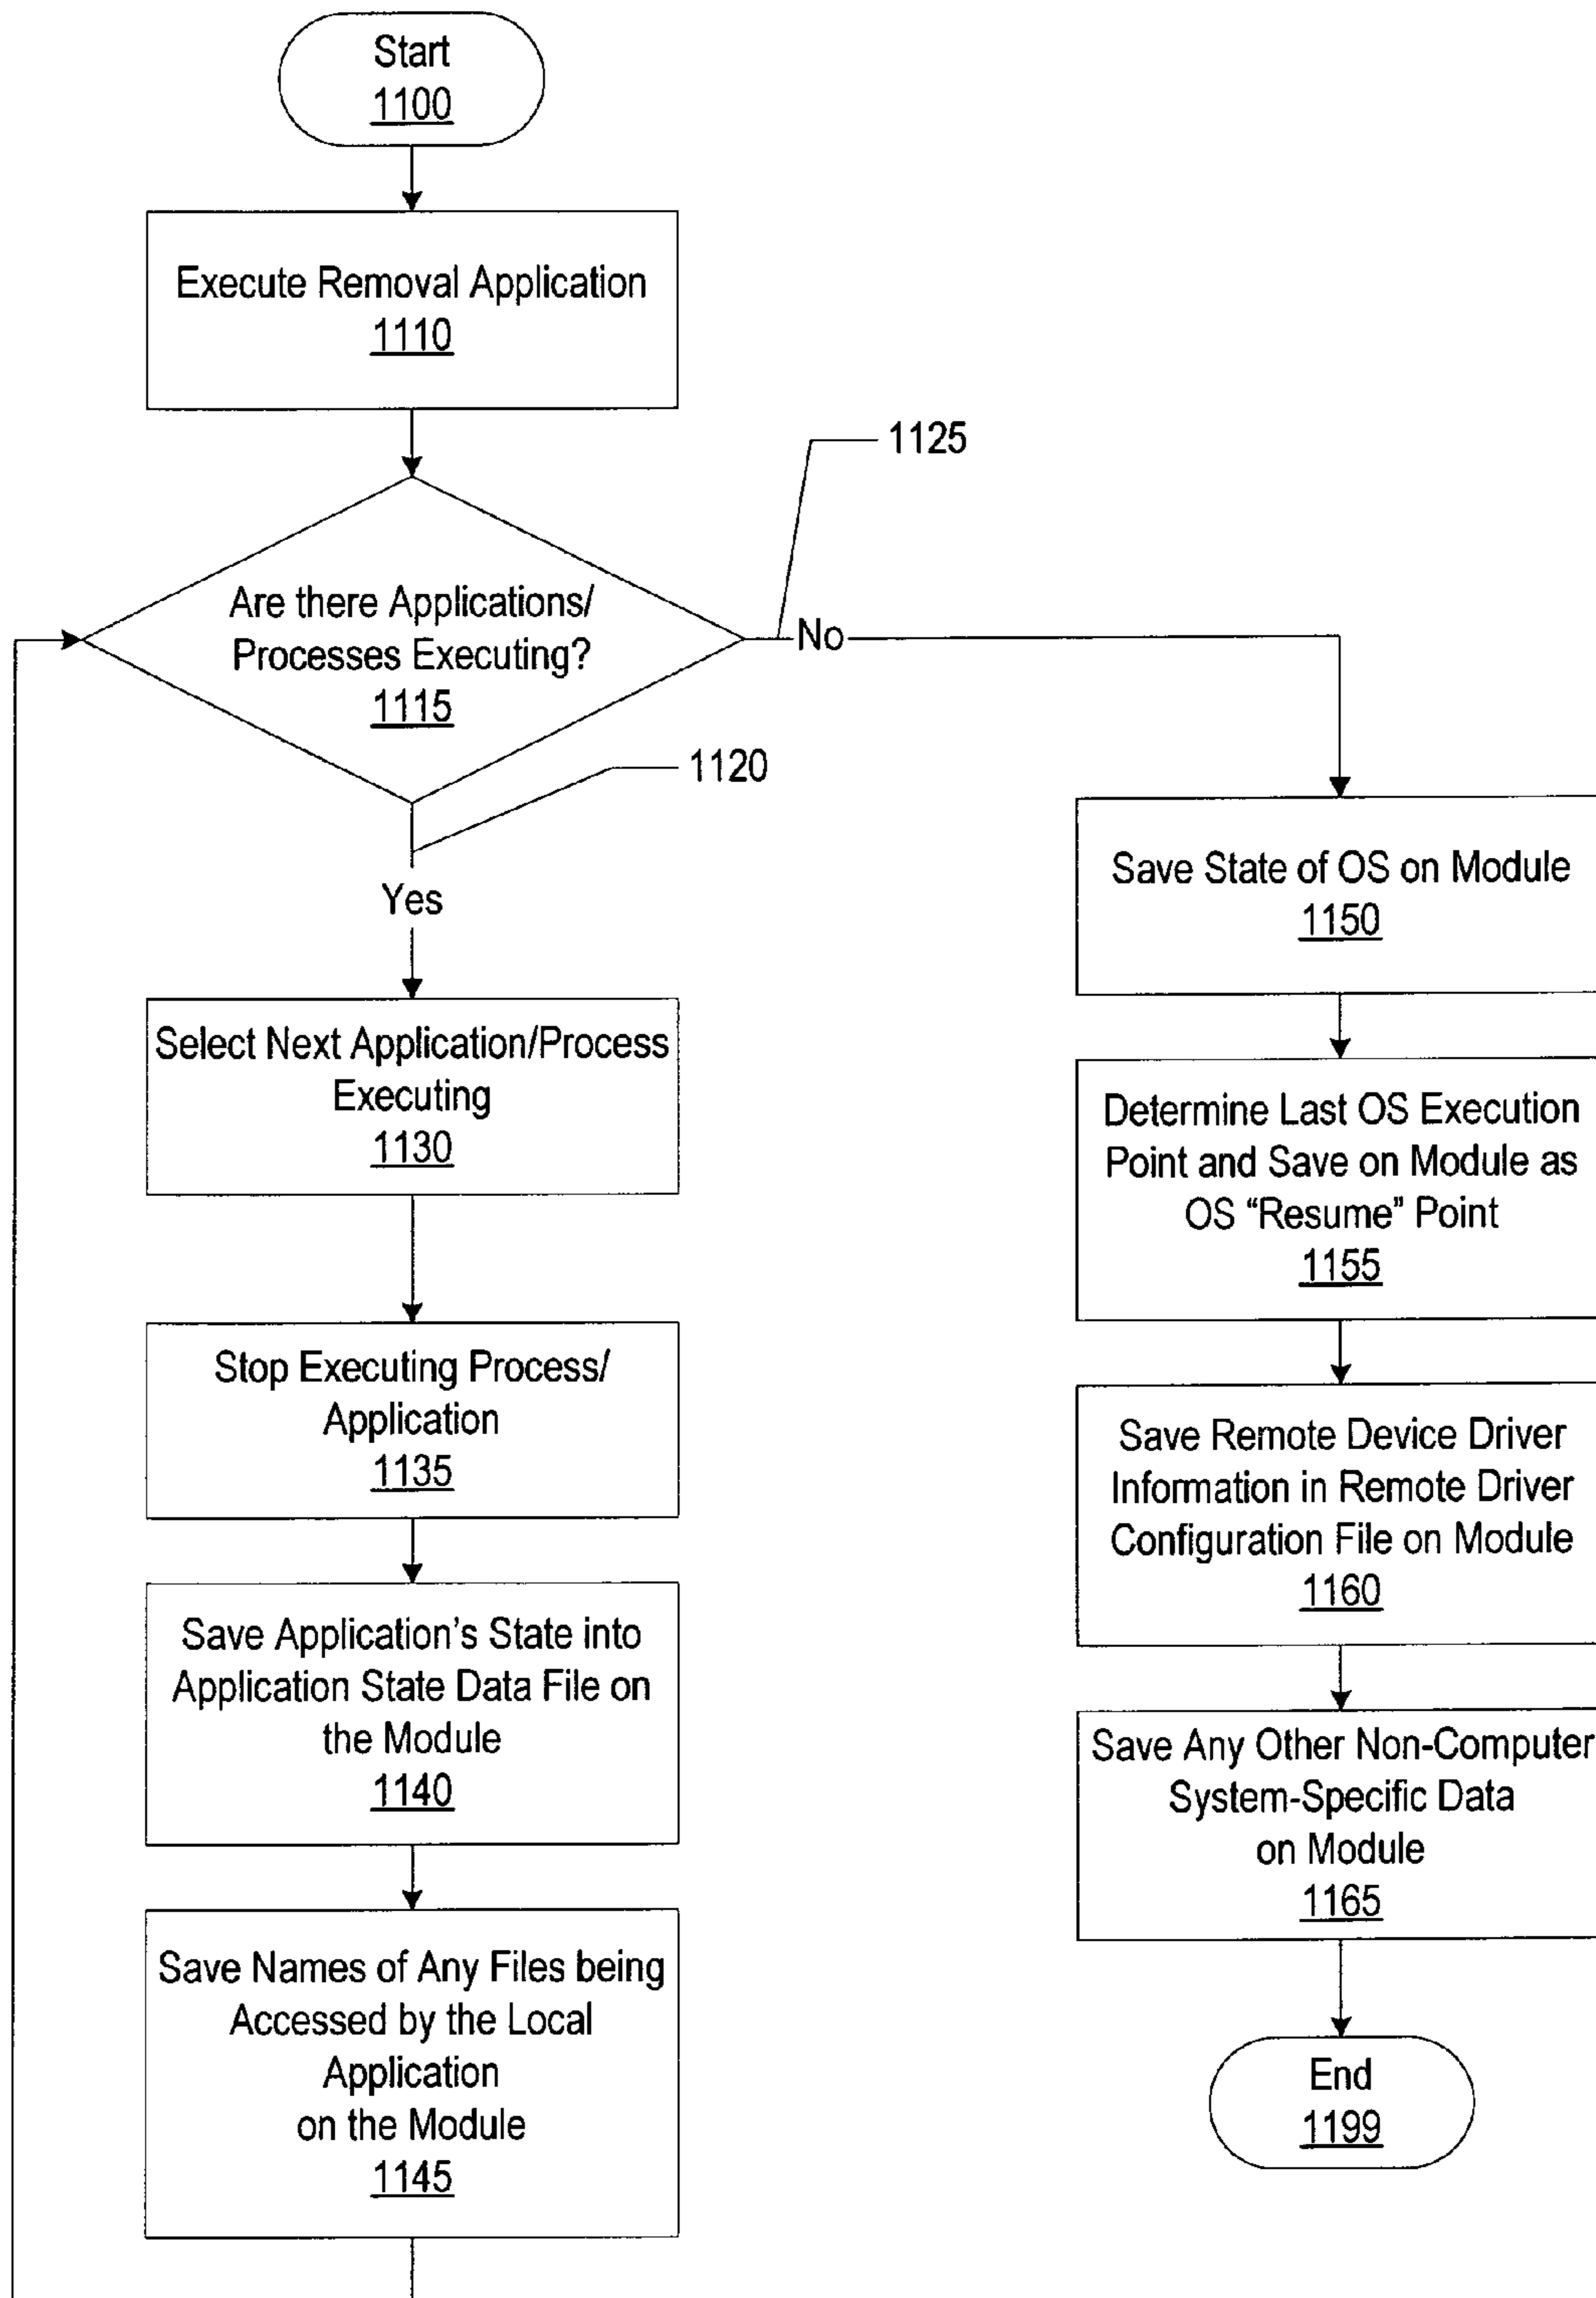 Start
1100
Execute Removal Application
1110
1125
Are there Applications/
Processes Executing?
1115
No
1120
Yes
Select Next Application/Process
Executing
1130
Stop Executing Process/
Application
1135
Save Application's State into
Application State Data File on
the Module
1140
Save Names of Any Files being
Accessed by the Local
Application
on the Module
1145
Save State of OS on Module
1150
Determine Last OS Execution
Point and Save on Module as
OS “Resume” Point
1155
Save Remote Device Driver
Information in Remote Driver
Configuration File on Module
1160
Save Any Other Non-Computer
System-Specific Data
on Module
1165
End
1199